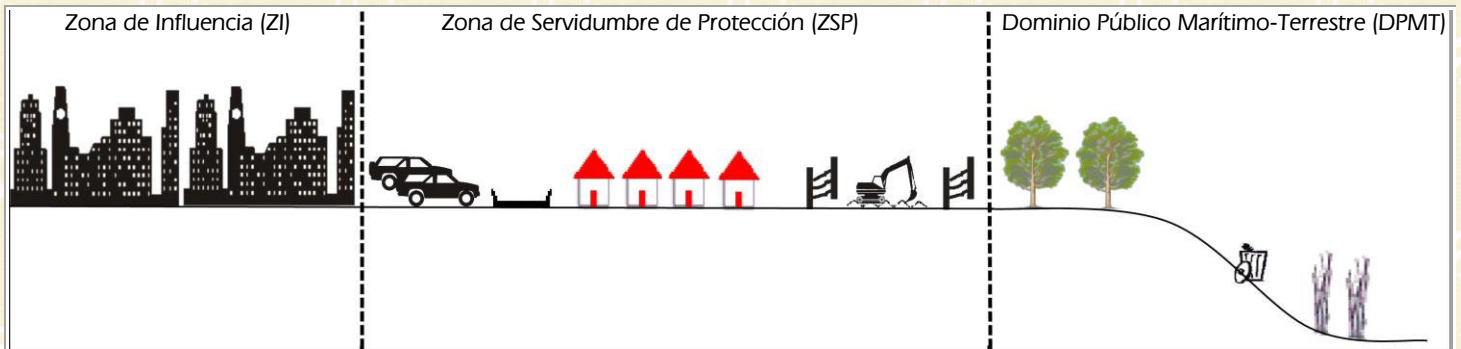 Zona de Influencia (ZI)
Zona de Servidumbre de Protección (ZSP)
Dominio Público Marítimo-Terrestre (DPMT)